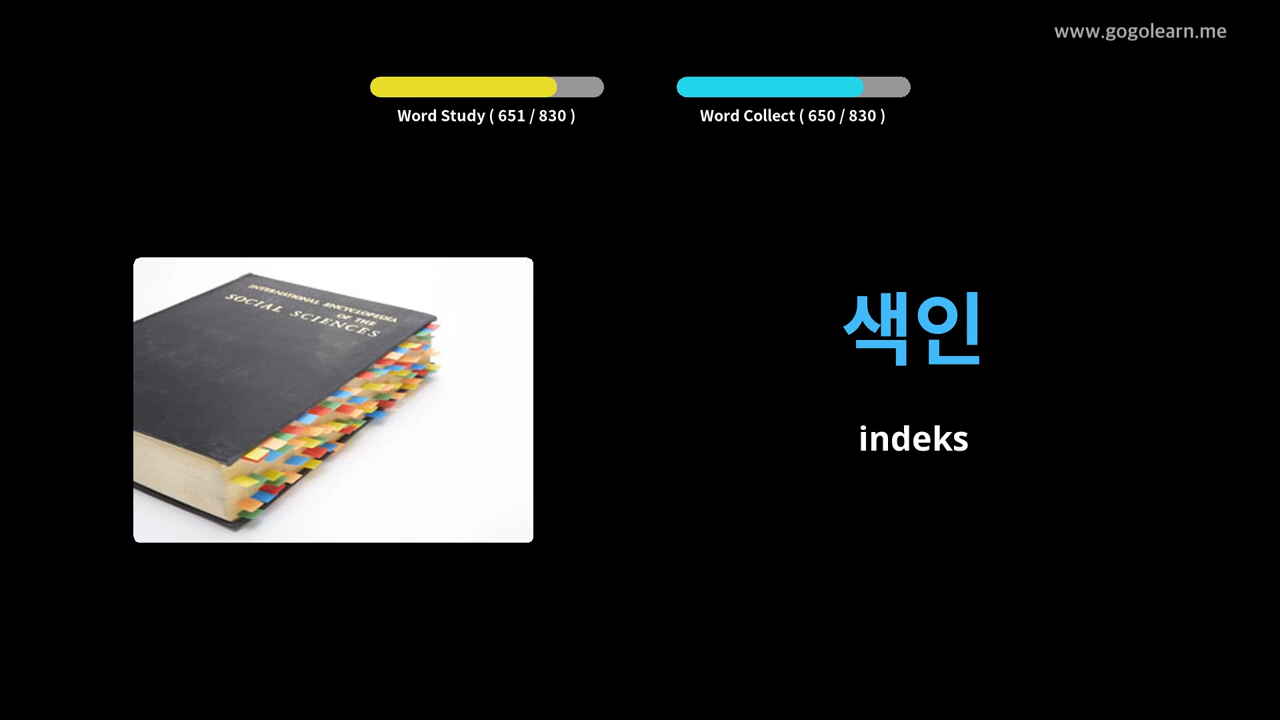 www.gogolearn.me
Word Study ( 651 / 830 )
Word Collect ( 650 / 830 )
INTERNATIONAL ENCYCLOPEDIA
OF THE
SOCIAL SCIENCES
색인
indeks